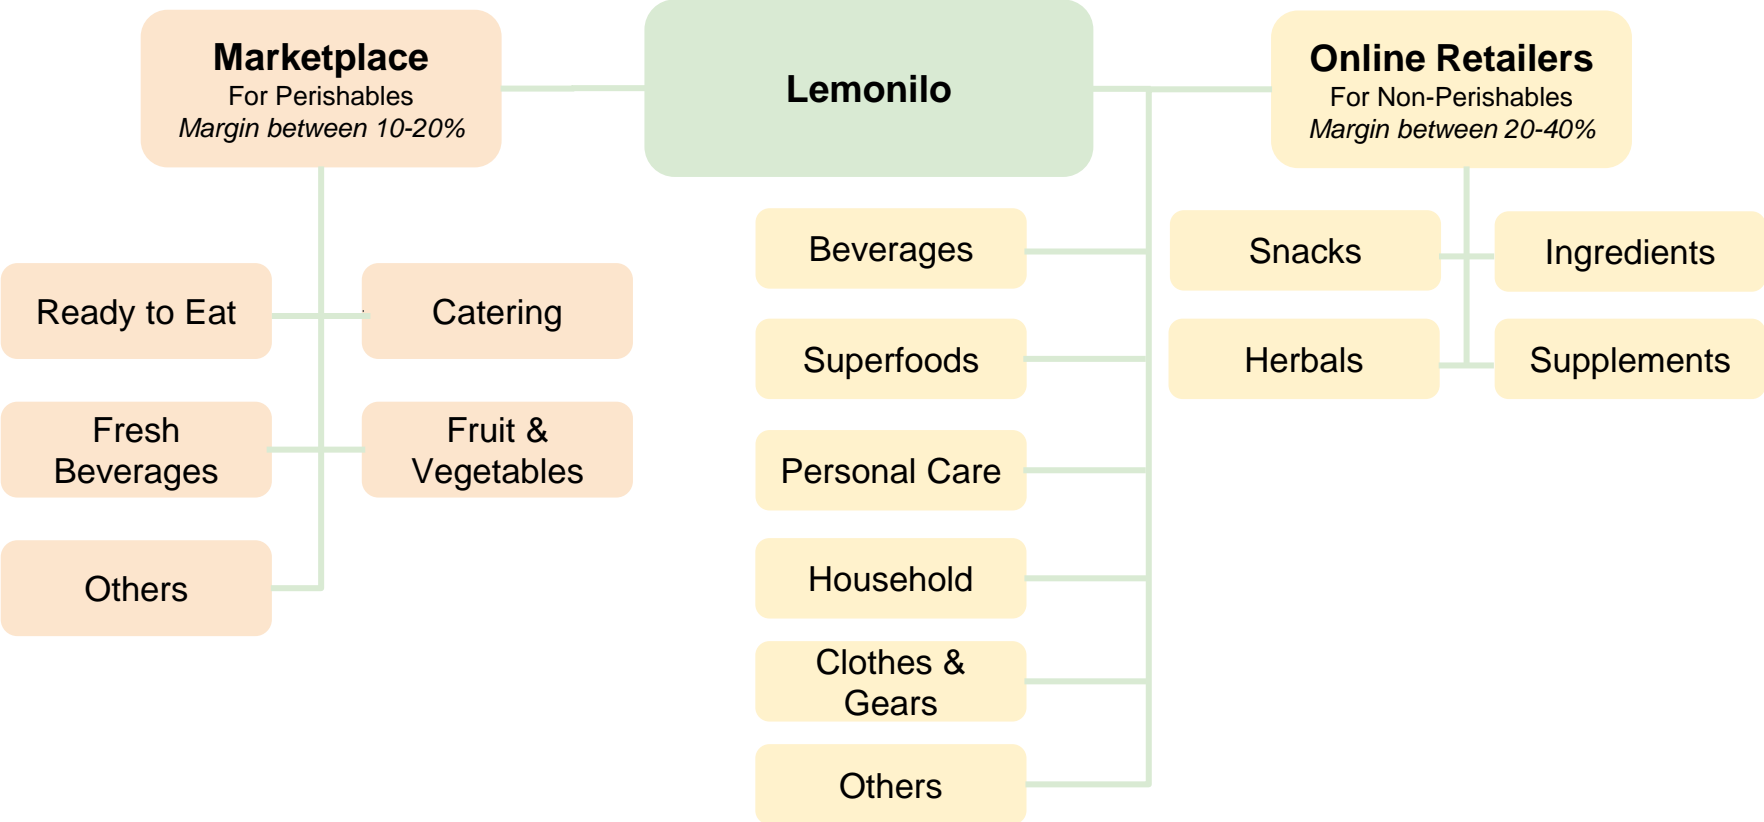 Marketplace
For Perishables
Margin between 10-20%
Lemonilo
Online Retailers
For Non-Perishables
Margin between 20-40%
Ready to Eat
Catering
Fresh
Beverages
Fruit &
Vegetables
Others
Beverages
Superfoods
Personal Care
Household
Clothes &
Gears
Others
Snacks
Ingredients
Herbals
Supplements